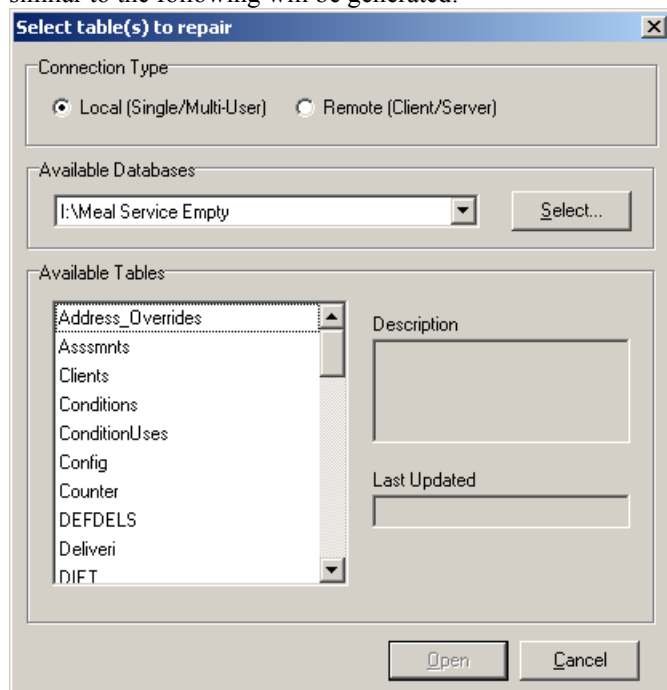 similar to the following will be generated:
Select table(s) to repair
Connection Type
Local (Single/Multi-User) Remote (Client/Server)
Available Databases
I:\Meal Service Empty Select...
Available Tables
Address_Overrides
Description
Asssmnts
Clients
Conditions
ConditionUses
Config
Last Updated
Counter
DEFDELS
Deliveri
DIET
Open Cancel